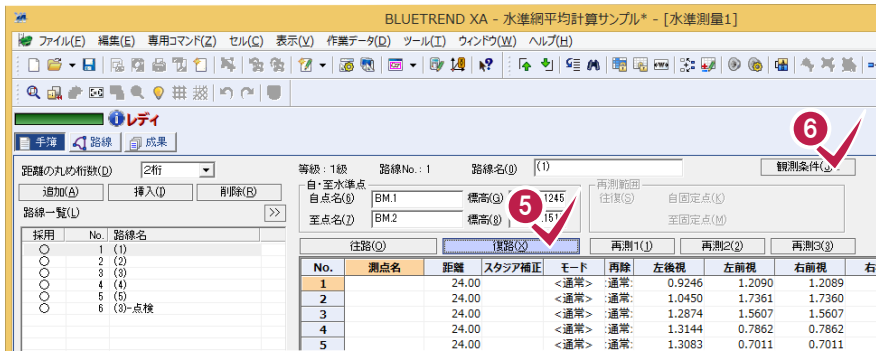 BLUETREND XA - 水準網平均計算サンプル* - [水準測量1]
ファイル(F) 編集(E) 専用コマンド(Z) セル(C) 表示(V) 作業データ(D) ツール(T) ウィンドウ(W) ヘルプ(H)
レディ
手簿 路線 成果
6
距離の丸め桁数(D) 2桁
等級:1級 路線No.:1 路線名(0) (1) 観測条件(J)
追加(A) 挿入(I) 削除(R)
自・至水準点 再測範囲
自点名(6) BM.1 標高(G) 1245 往復(S) 自固定点(K)
路線一覧(L) >>
至点名(7) BM.2 標高(8) .151 至固定点(M)
5
採用 No. 路線名
往路(O) 復路(X) 再測1(1) 再測2(2) 再測3(3)
○ 1 (1)
○ 2 (2)
○ 3 (3)
○ 4 (4)
○ 5 (5)
○ 6 (3)-点検
No. 測点名 距離 スタジア補正 モード 再除 左後視 左前視 右前視 右
1 24.00 <通常> :通常: 0.9246 1.2090 1.2089
2 24.00 <通常> :通常: 1.0450 1.7361 1.7360
3 24.00 <通常> :通常: 1.2874 1.5607 1.5607
4 24.00 <通常> :通常: 1.3144 0.7862 0.7862
5 24.00 <通常> :通常: 1.3083 0.7011 0.7011